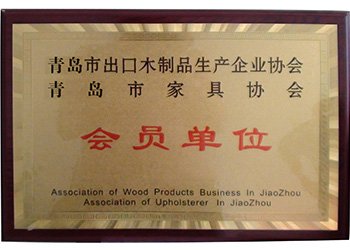 青岛市出口木制品生产企业协会
青岛市家具协会
会员单位
Association of Wood Products Business In JiaoZhou
Association of Upholsterer In JiaoZhou